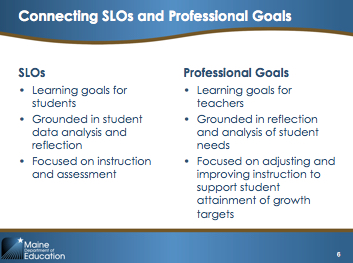 Connecting SLOs and Professional Goals
SLOs
• Learning goals for
students
• Grounded in student
data analysis and
reflection
• Focused on instruction
and assessment
Professional Goals
• Learning goals for
teachers
• Grounded in reflection
and analysis of student
needs
• Focused on adjusting and
improving instruction to
support student
attainment of growth
targets
Maine
Department of
Education
6